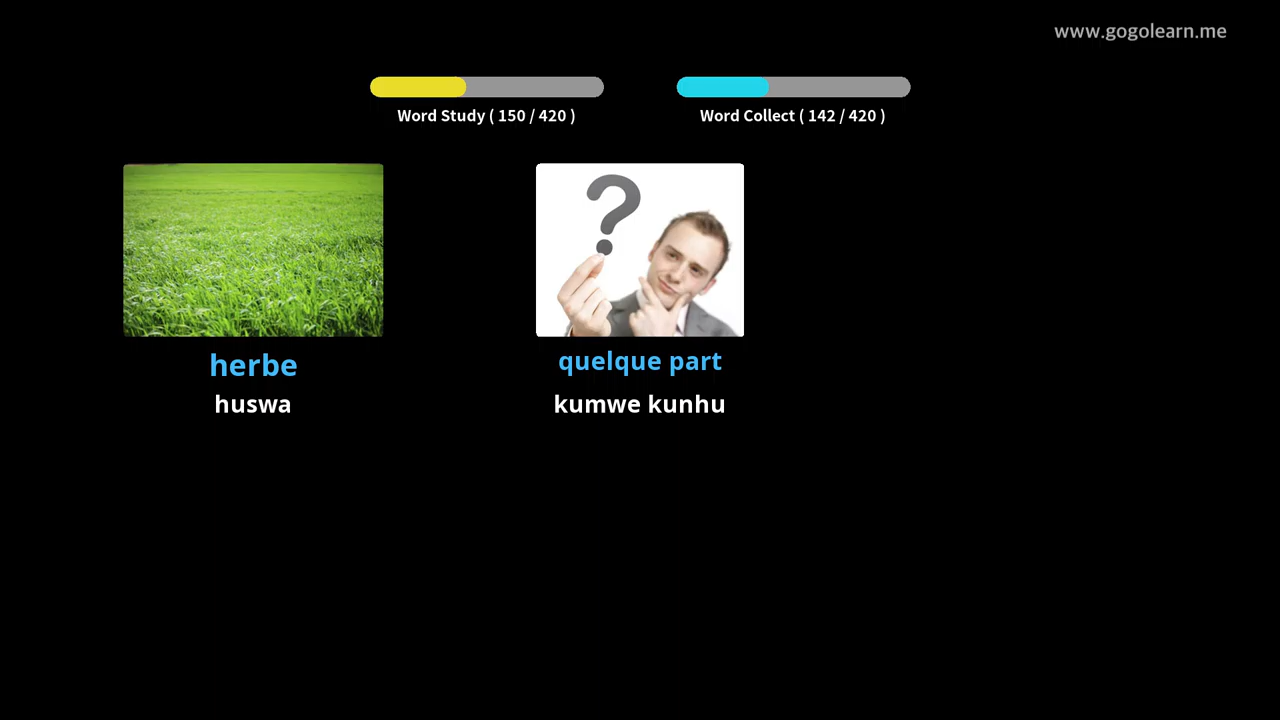 www.gogolearn.me
Word Study ( 150 / 420 )
Word Collect ( 142 / 420 )
herbe
huswa
quelque part
kumwe kunhu